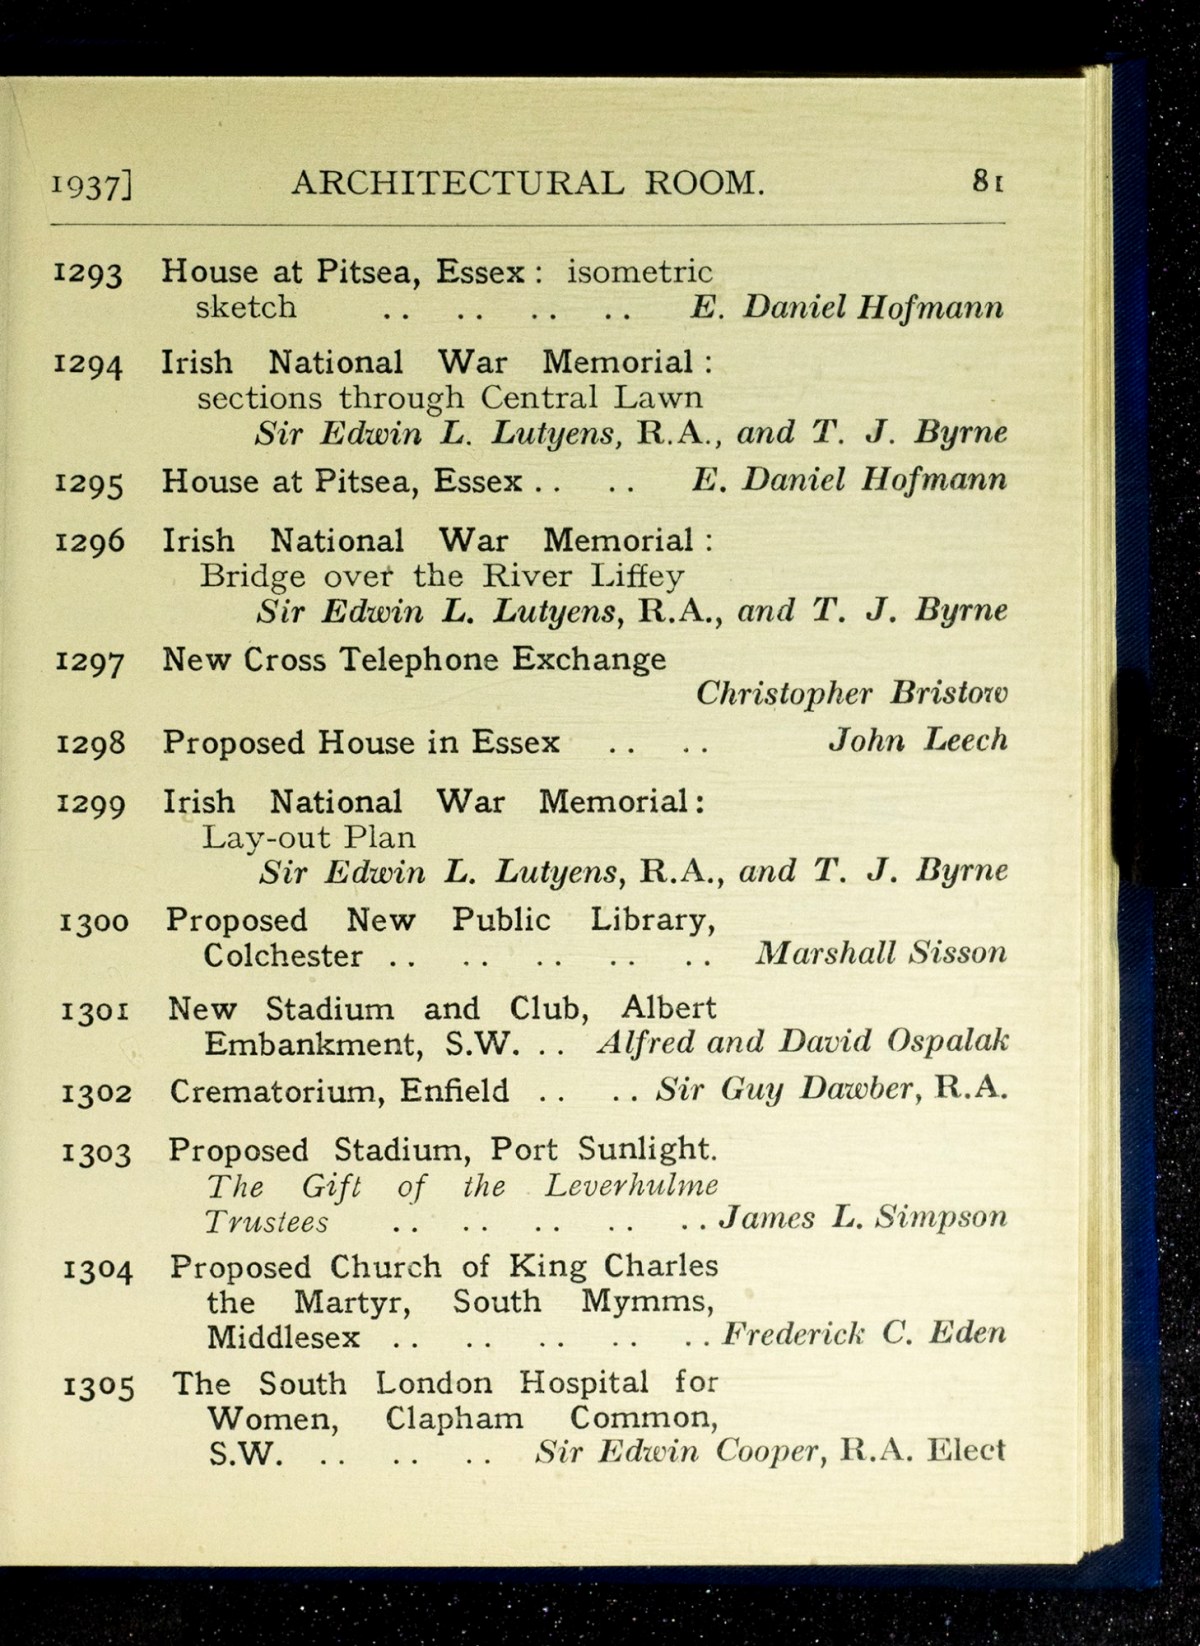 1937] ARCHITECTURAL ROOM. 81
1293 House at Pitsea, Essex : isometric
sketch .. .. .. .. E. Daniel Hofmann
1294 Irish National War Memorial :
sections through Central Lawn
Sir Edwin L. Lutyens, R.A., and T. J. Byrne
1295 House at Pitsea, Essex .. .. E. Daniel Hofmann
1296 Irish National War Memorial :
Bridge over the River Liffey
Sir Edwin L. Lutyens, R.A., and T. J. Byrne
1297 New Cross Telephone Exchange
Christopher Bristow
1298 Proposed House in Essex .. .. John Leech
1299 Irish National War Memorial :
Lay-out Plan
Sir Edwin L. Lutyens, R.A., and T. J. Byrne
1300 Proposed New Public Library,
Colchester .. .. .. .. .. Marshall Sisson
1301 New Stadium and Club, Albert
Embankment, S.W. .. Alfred and David Ospalak
1302 Crematorium, Enfield .. .. Sir Guy Dawber, R.A.
1303 Proposed Stadium, Port Sunlight.
The Gift of the Leverhulme
Trustees .. .. .. .. .. James L. Simpson
1304 Proposed Church of King Charles
the Martyr, South Mymms,
Middlesex .. .. .. .. .. Frederick C. Eden
1305 The South London Hospital for
Women, Clapham Common,
S.W. .. .. .. Sir Edwin Cooper, R.A. Elect